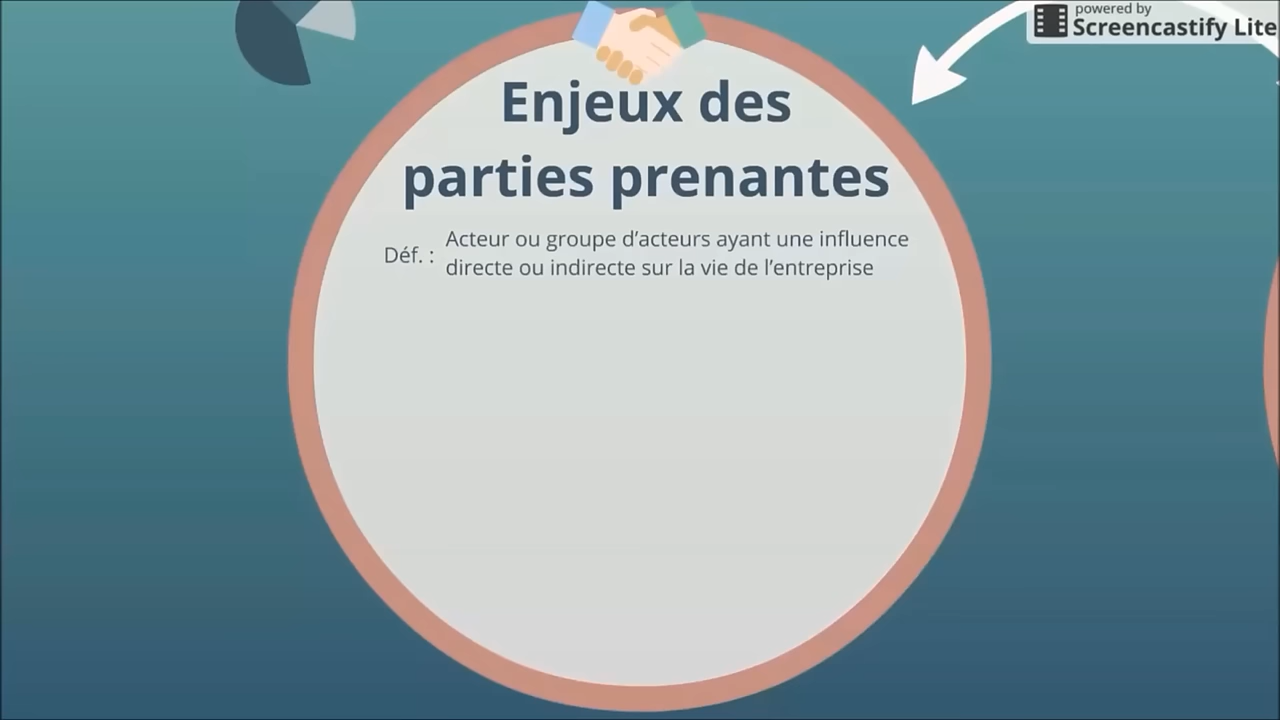 powered by
Screencastify Lite
Enjeux des
parties prenantes
Déf. :
Acteur ou groupe d’acteurs ayant une influence
directe ou indirecte sur la vie de l’entreprise